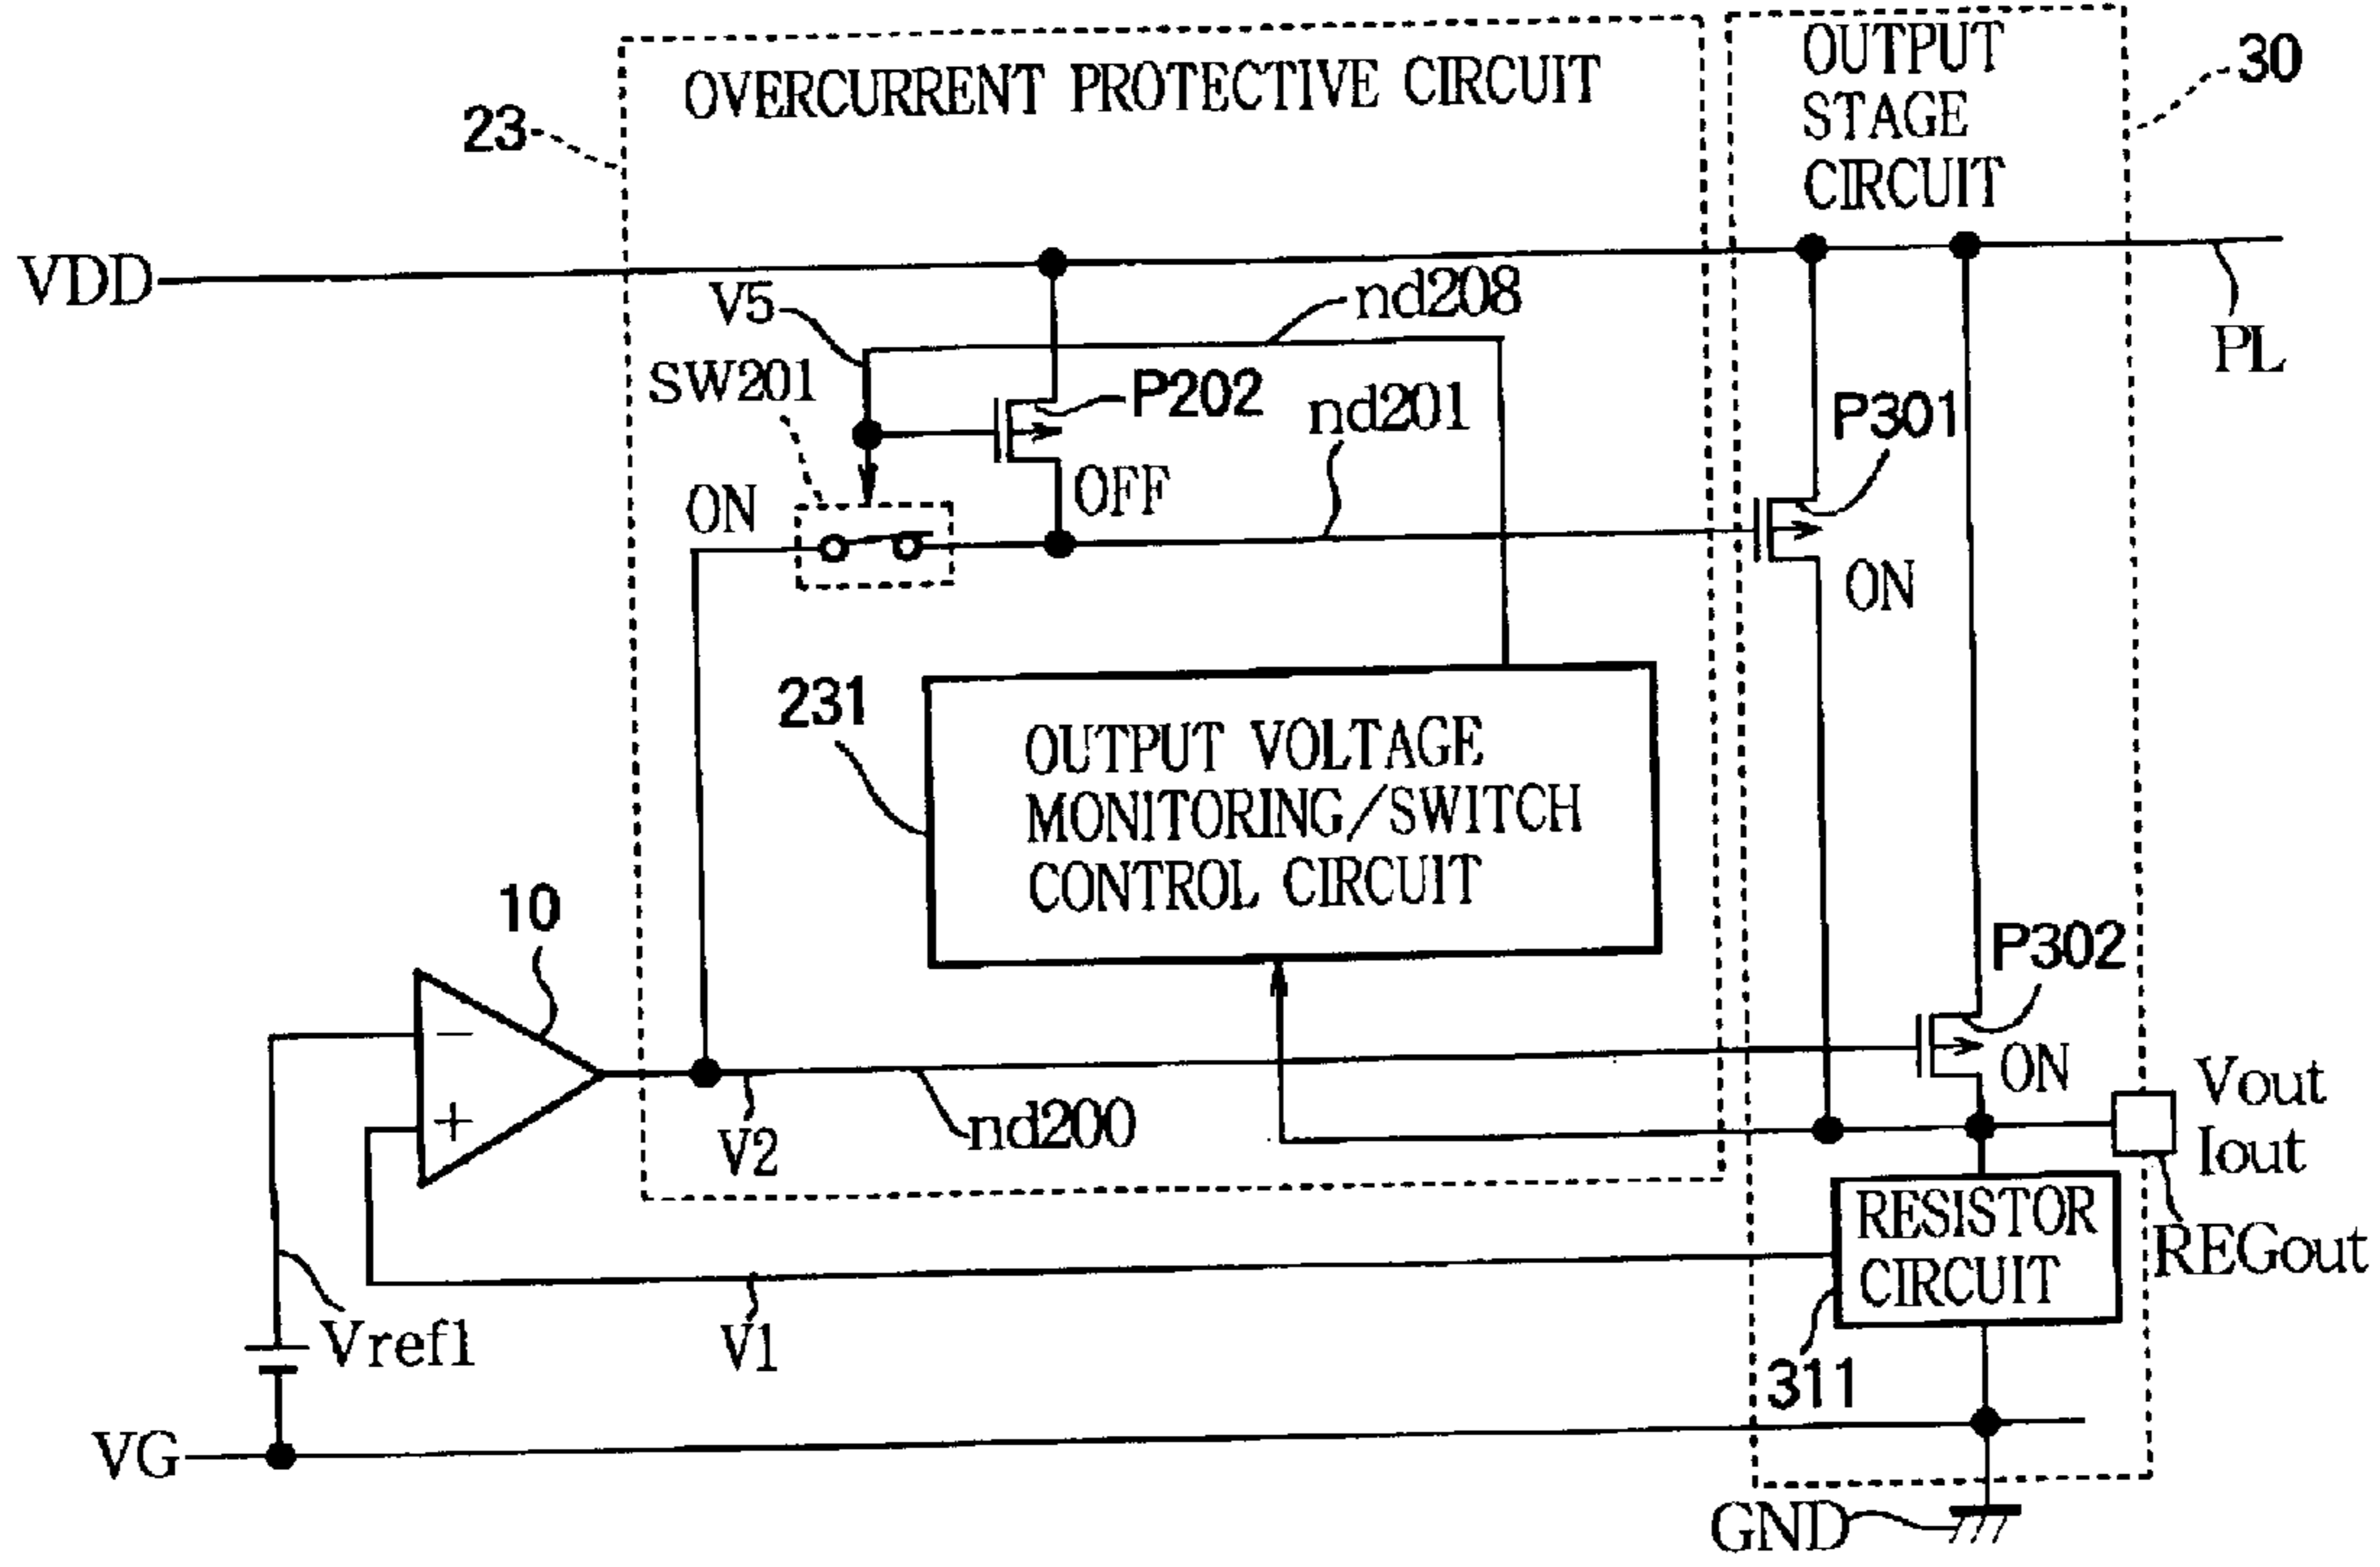 OVERCURRENT PROTECTIVE CIRCUIT
OUTPUT
STAGE
CIRCUIT
30
23
VDD
V5
nd208
PL
SW201
P202
nd201
P301
ON
OFF
ON
231
OUTPUT VOLTAGE
MONITORING/SWITCH
CONTROL CIRCUIT
10
P302
−
+
ON
Vout
Iout
V2
nd200
RESISTOR
CIRCUIT
REGout
Vref1
V1
311
VG
GND